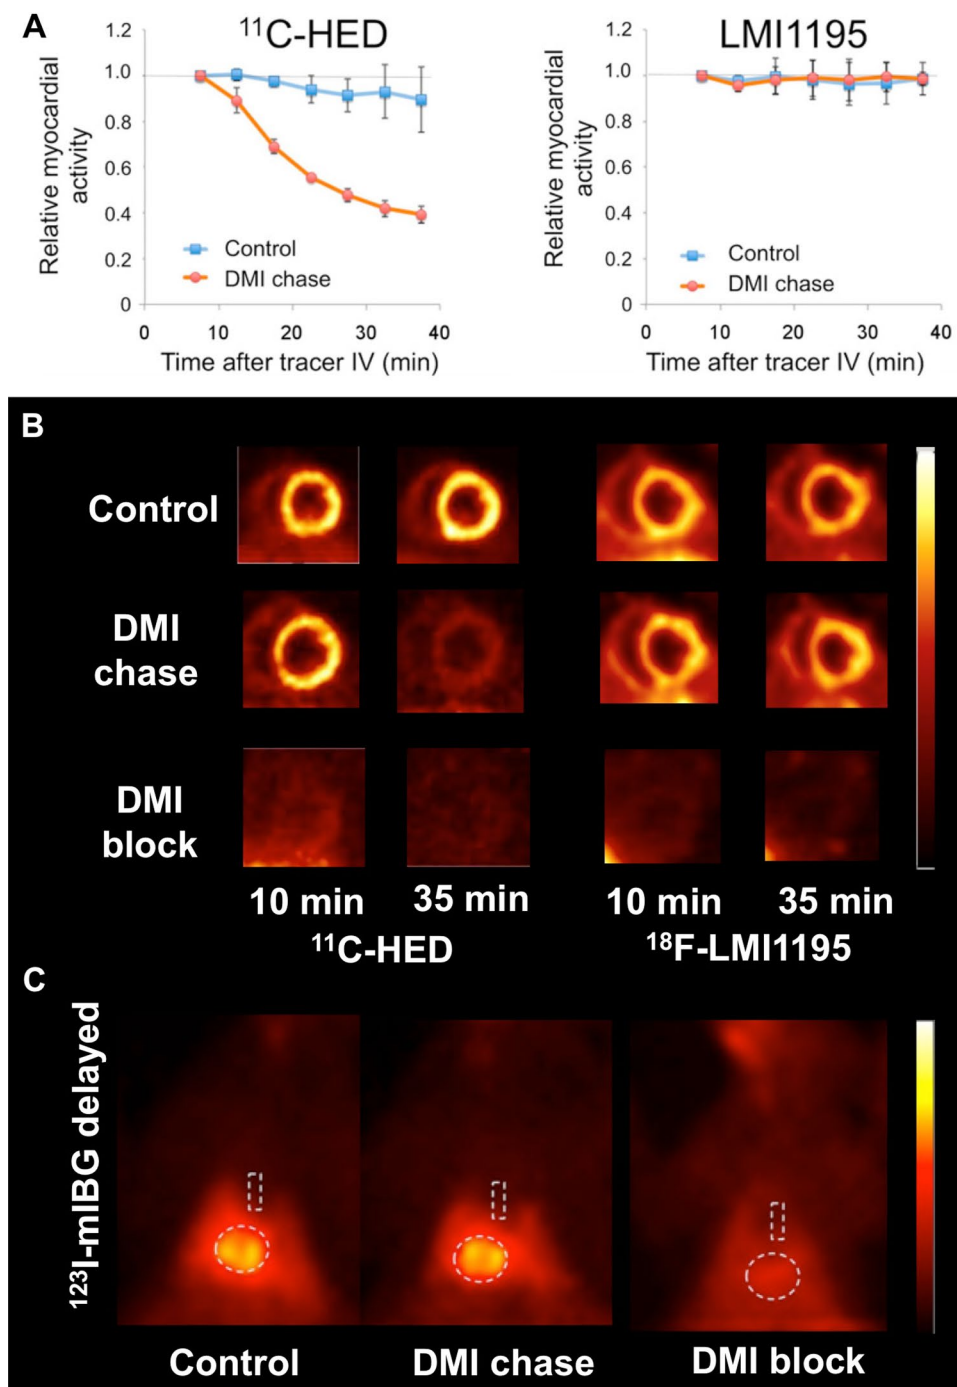 A
¹¹C-HED
LMI1195
Relative myocardial
activity
1.2
1.0
0.8
0.6
0.4
0.2
0
Control
DMI chase
0
10
20
30
40
Time after tracer IV (min)
Relative myocardial
activity
1.2
1.0
0.8
0.6
0.4
0.2
0
Control
DMI chase
0
10
20
30
40
Time after tracer IV (min)
B
Control
DMI
chase
DMI
block
10 min
35 min
10 min
35 min
¹¹C-HED
¹⁸F-LMI1195
C
¹²³I-mIBG delayed
Control
DMI chase
DMI block